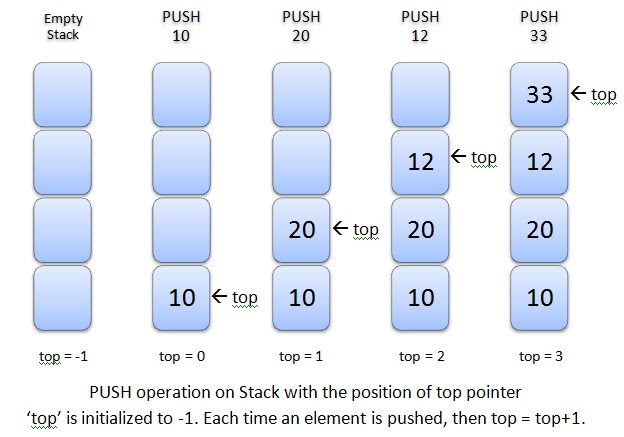 Empty
Stack
PUSH
10
PUSH
20
PUSH
12
PUSH
33
33 ←top
12 ←top 12
20 ←top 20 20
10 ←top 10 10 10
top = -1 top = 0 top = 1 top = 2 top = 3
PUSH operation on Stack with the position of top pointer
‘top’ is initialized to -1. Each time an element is pushed, then top = top+1.